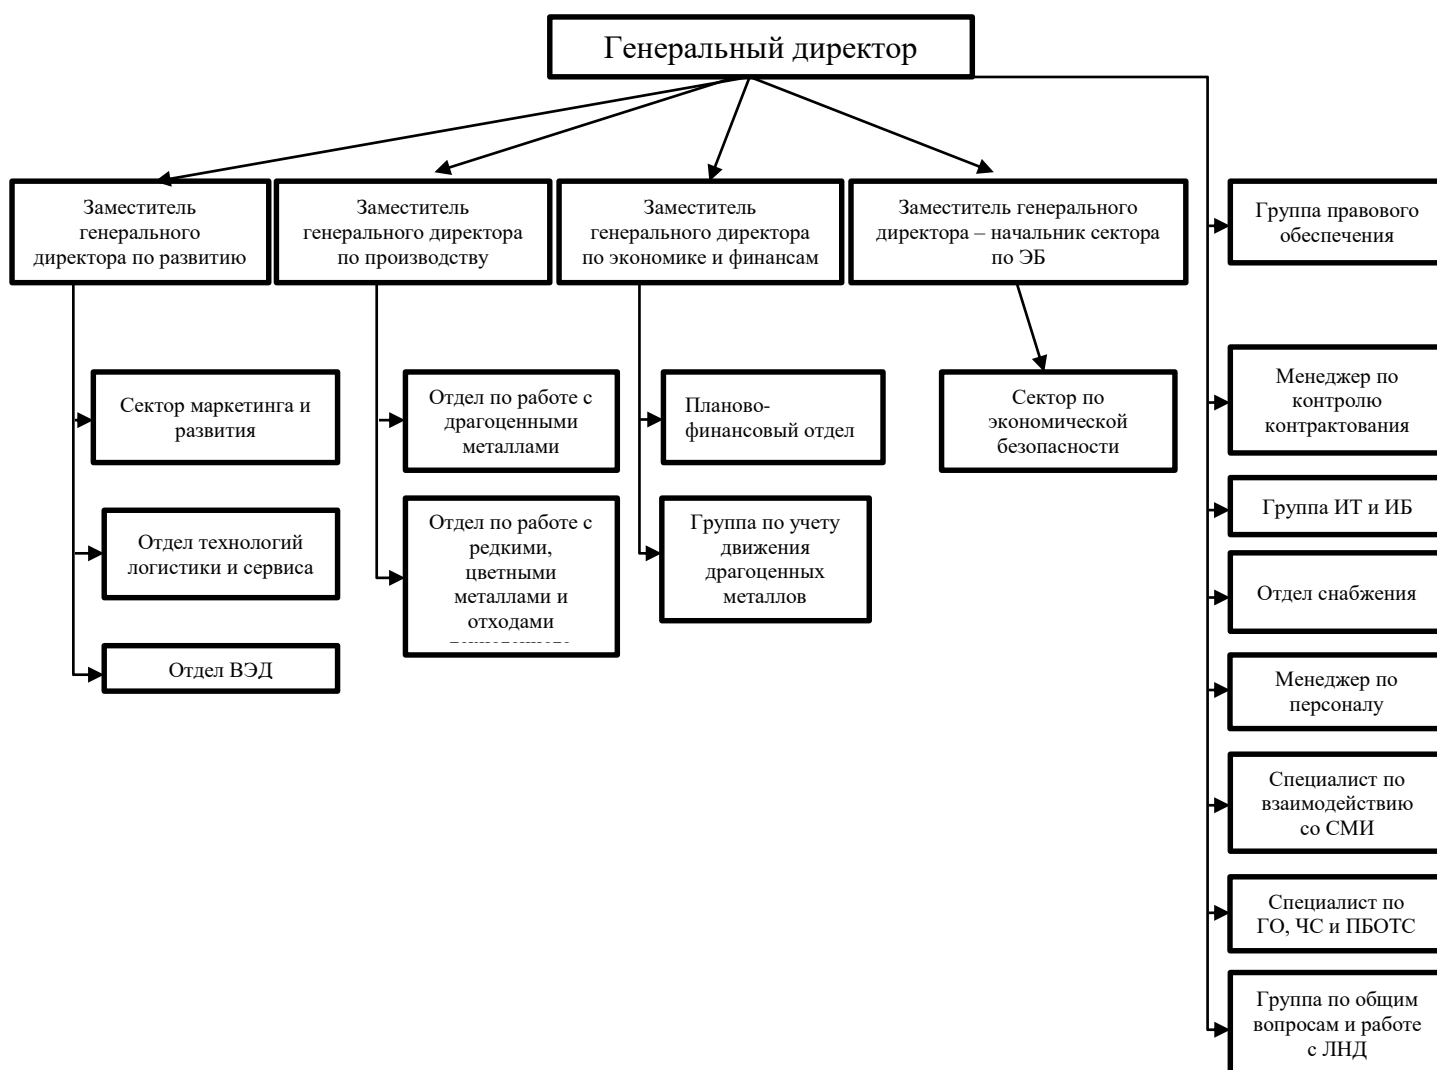 Генеральный директор
Заместитель
генерального
директора по развитию
Заместитель
генерального директора
по производству
Заместитель
генерального директора
по экономике и финансам
Заместитель генерального
директора – начальник сектора
по ЭБ
Группа правового
обеспечения
Сектор маркетинга и
развития
Отдел по работе с
драгоценными
металлами
Планово-
финансовый отдел
Сектор по
экономической
безопасности
Менеджер по
контролю
контрактования
Отдел технологий
логистики и сервиса
Отдел по работе с
редкими,
цветными
металлами и
отходами
Группа по учету
движения
драгоценных
металлов
Группа ИТ и ИБ
Отдел снабжения
Отдел ВЭД
Менеджер по
персоналу
Специалист по
взаимодействию
со СМИ
Специалист по
ГО, ЧС и ПБОТС
Группа по общим
вопросам и работе
с ЛНД